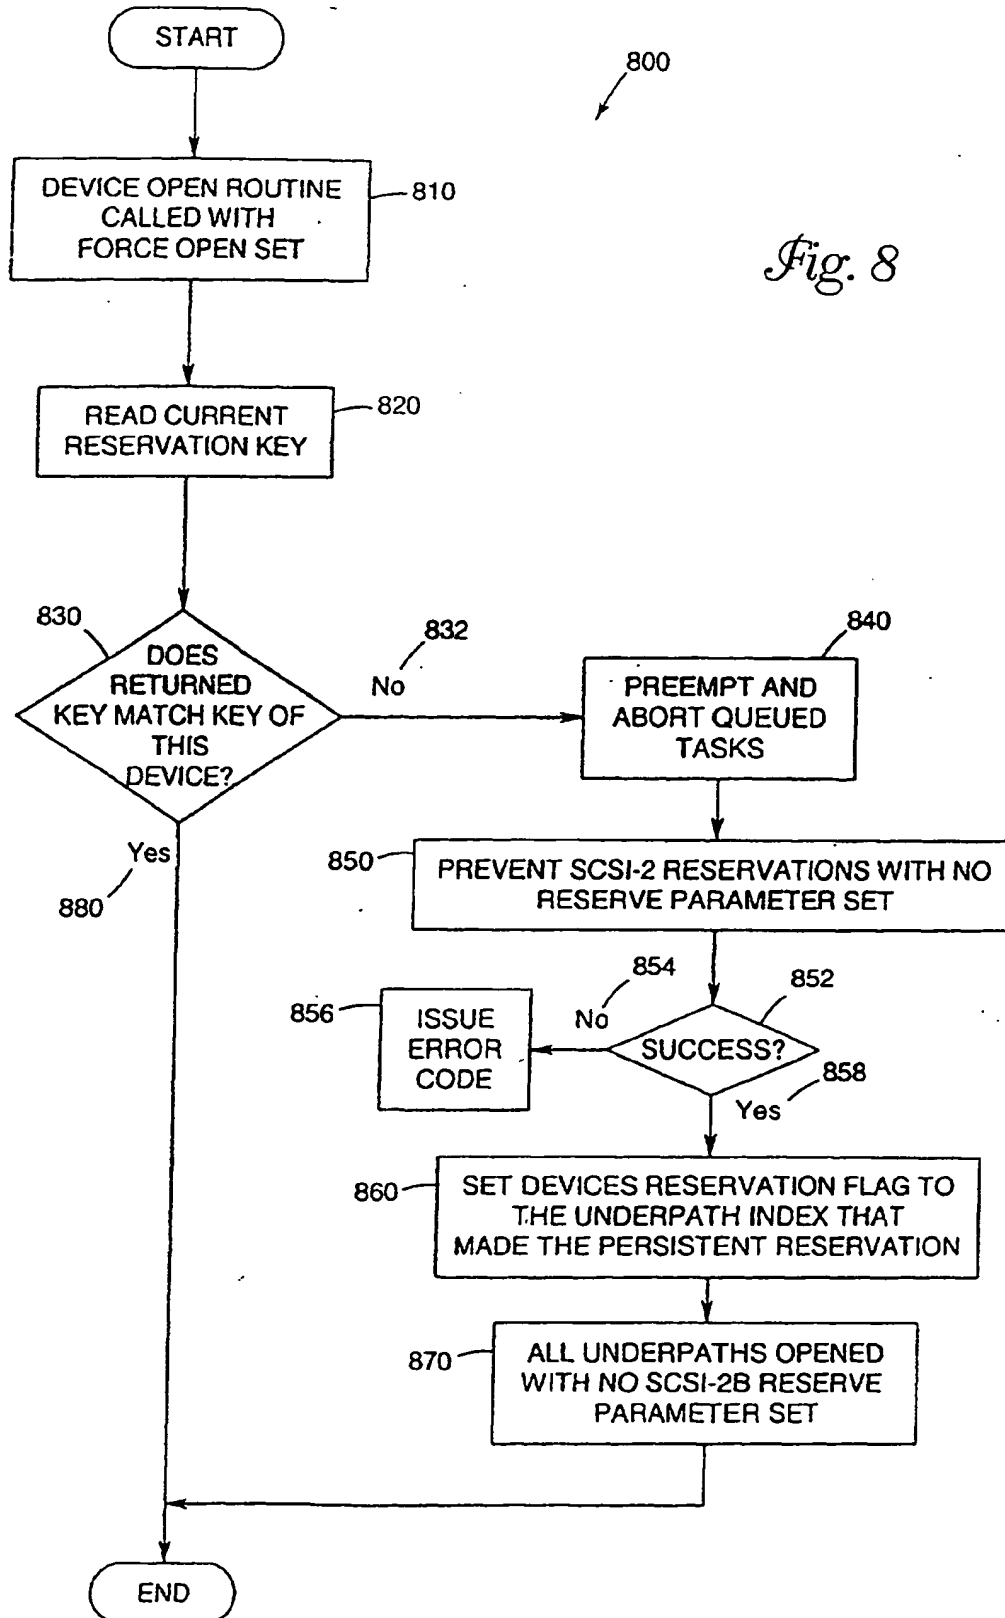 START
800
DEVICE OPEN ROUTINE
CALLED WITH
FORCE OPEN SET
810
Fig. 8
READ CURRENT
RESERVATION KEY
820
830
DOES
RETURNED
KEY MATCH KEY OF
THIS
DEVICE?
No
832
840
PREEMPT AND
ABORT QUEUED
TASKS
Yes
880
850
PREVENT SCSI-2 RESERVATIONS WITH NO
RESERVE PARAMETER SET
854
852
856
ISSUE
ERROR
CODE
No
SUCCESS?
858
Yes
860
SET DEVICES RESERVATION FLAG TO
THE UNDERPATH INDEX THAT
MADE THE PERSISTENT RESERVATION
870
ALL UNDERPATHS OPENED
WITH NO SCSI-2B RESERVE
PARAMETER SET
END